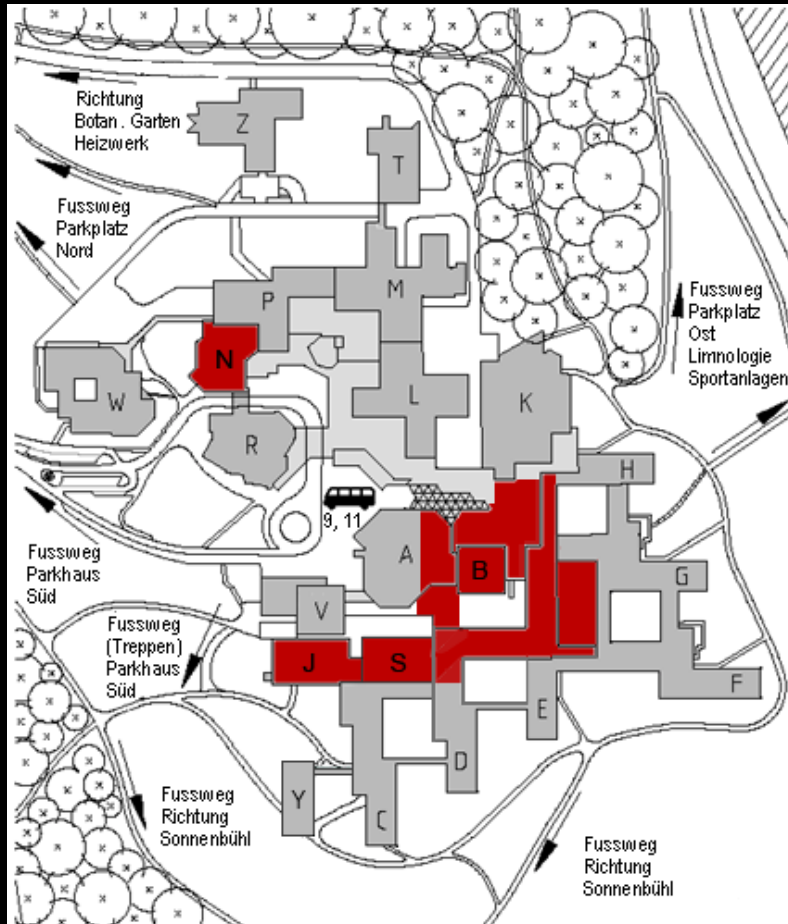 Richtung
Botan . Garten
Heizwerk
Z
T
Fussweg
Parkplatz
Nord
P
M
Fussweg
Parkplatz
Ost
Limnologie
Sportanlagen
N
W
R
L
K
H
9, 11
A
B
G
Fussweg
Parkhaus
Süd
V
Fussweg
(Treppen)
Parkhaus
Süd
J
S
F
E
D
Y
C
Fussweg
Richtung
Sonnenbühl
Fussweg
Richtung
Sonnenbühl